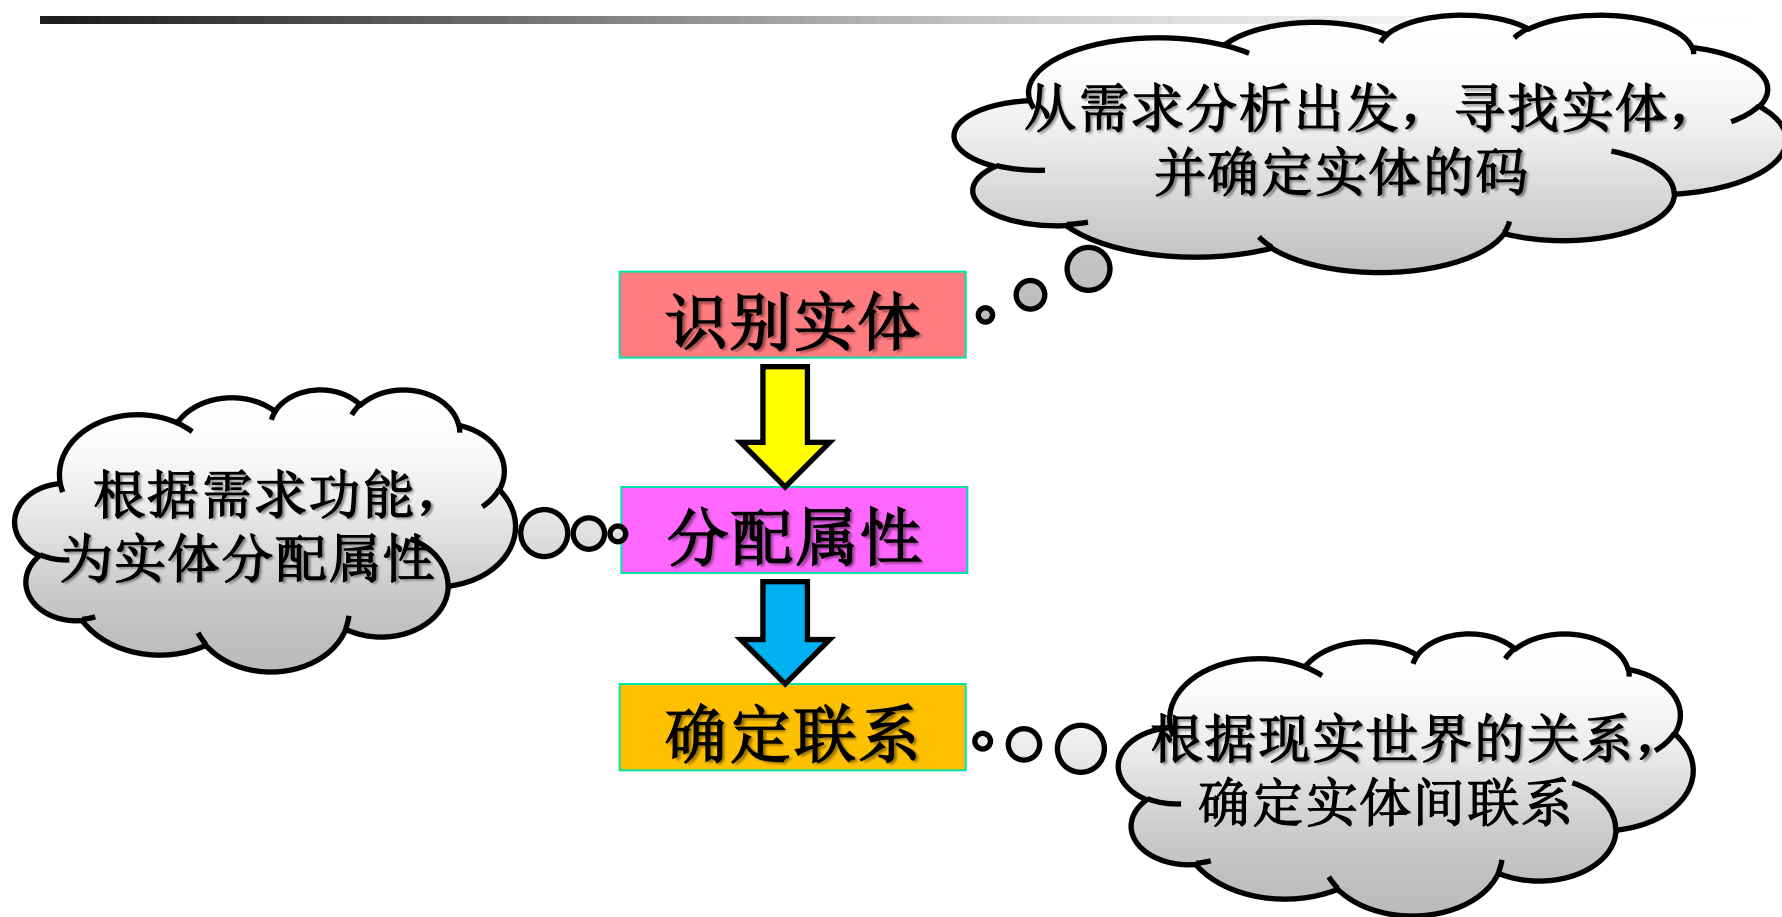 从需求分析出发，寻找实体，
并确定实体的码
识别实体
根据需求功能，
为实体分配属性
分配属性
确定联系
根据现实世界的关系，
确定实体间联系